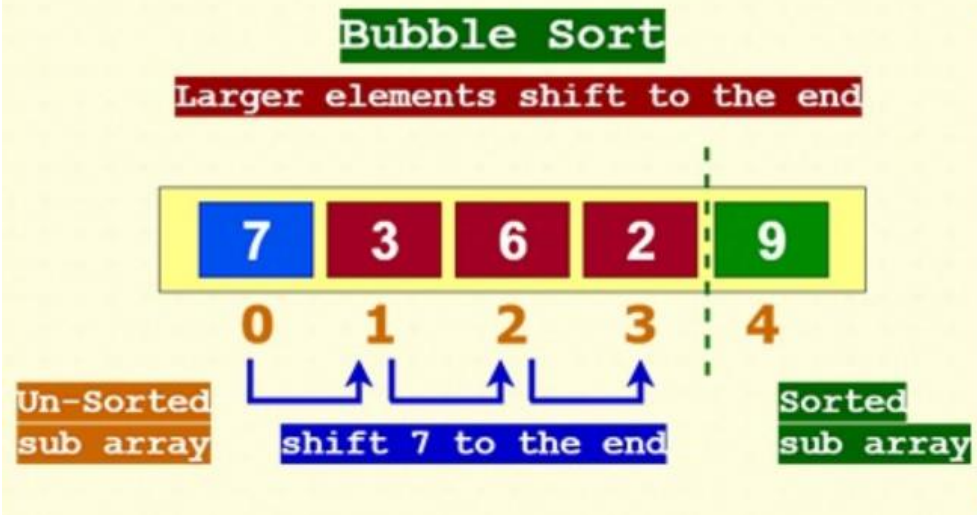 Bubble Sort
Larger elements shift to the end
7 3 6 2 9
0 1 2 3 4
Un-Sorted
sub array
shift 7 to the end
Sorted
sub array